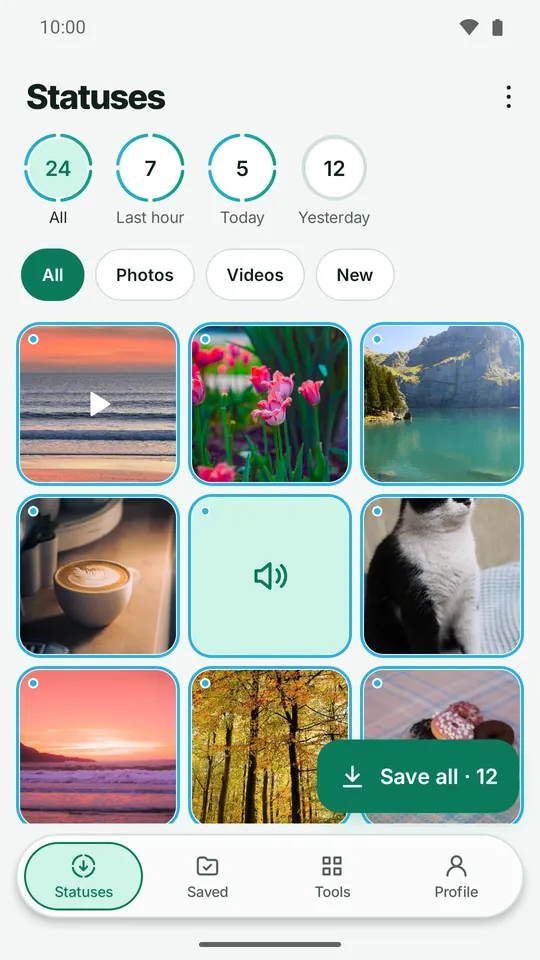 10:00
Statuses
24
7
5
12
All
Last hour
Today
Yesterday
All
Photos
Videos
New
Save all · 12
Statuses
Saved
Tools
Profile